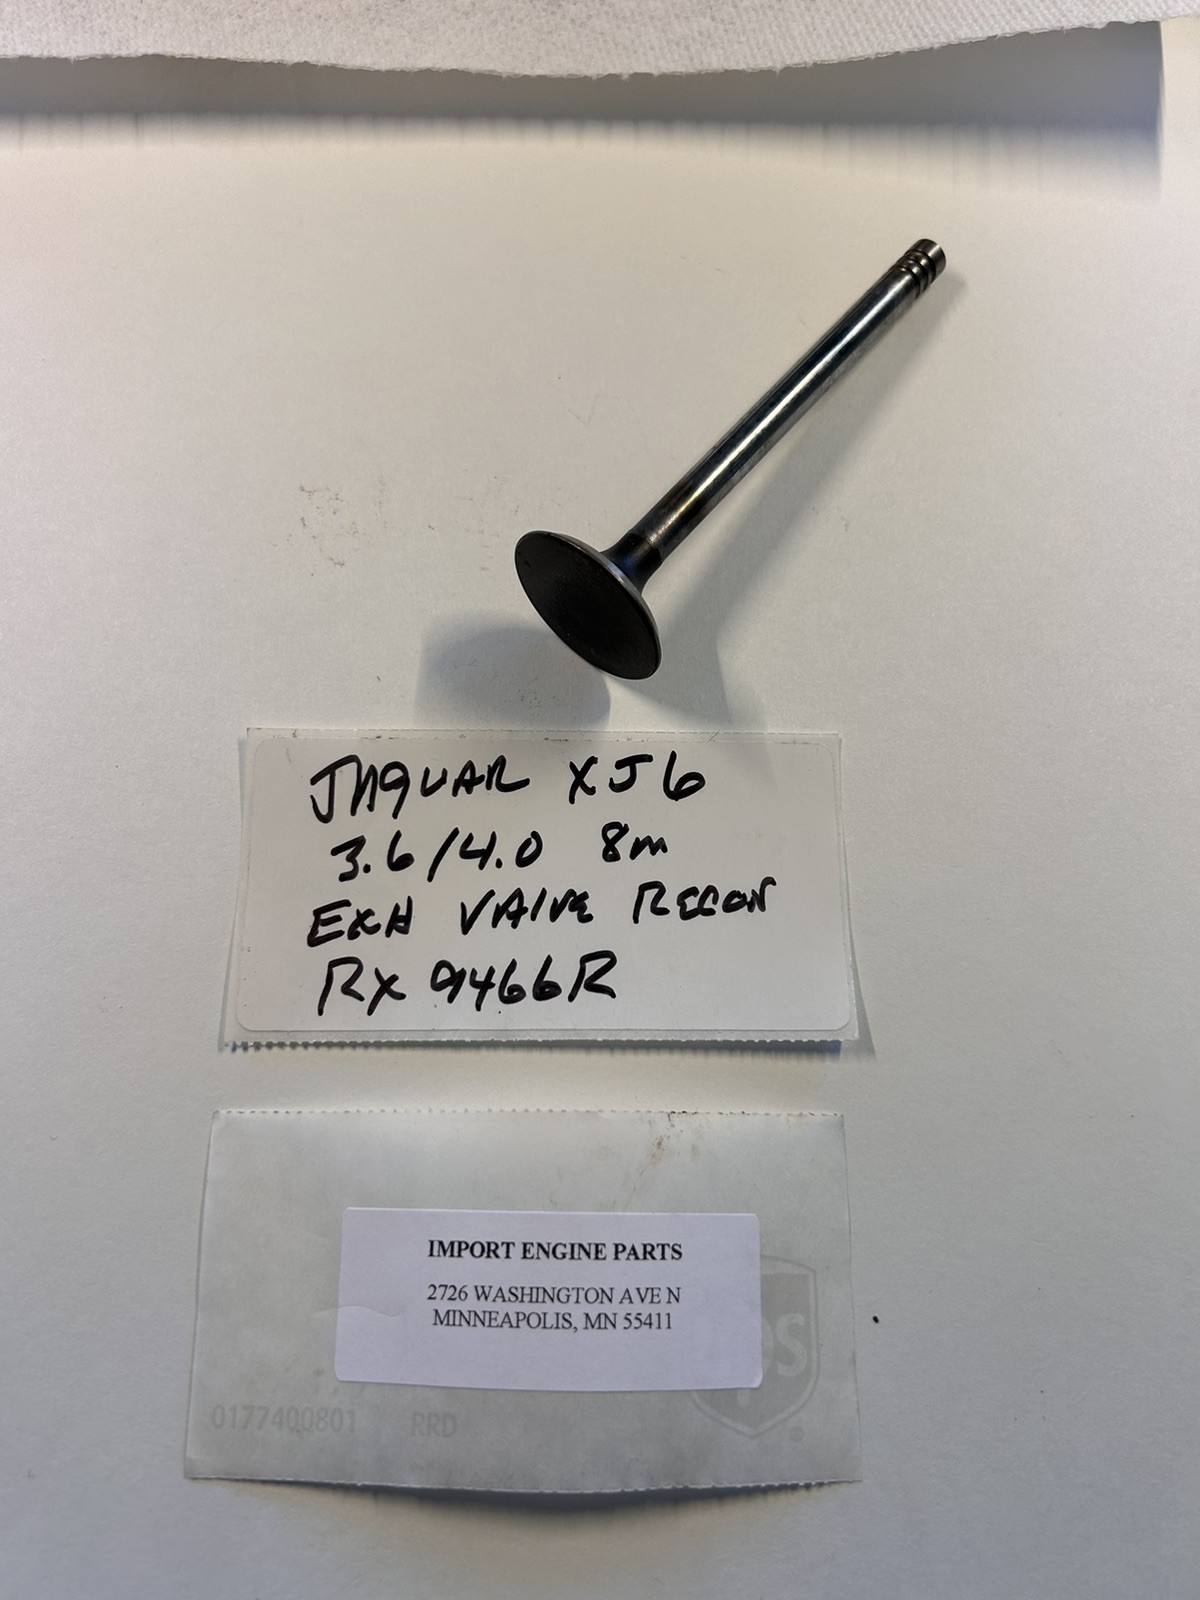 JAGUAR XJ6
3.6/4.0 8m
EXH VALVE RECON
RX 9466R
IMPORT ENGINE PARTS
2726 WASHINGTON AVE N
MINNEAPOLIS, MN 55411
0177400801 RRD